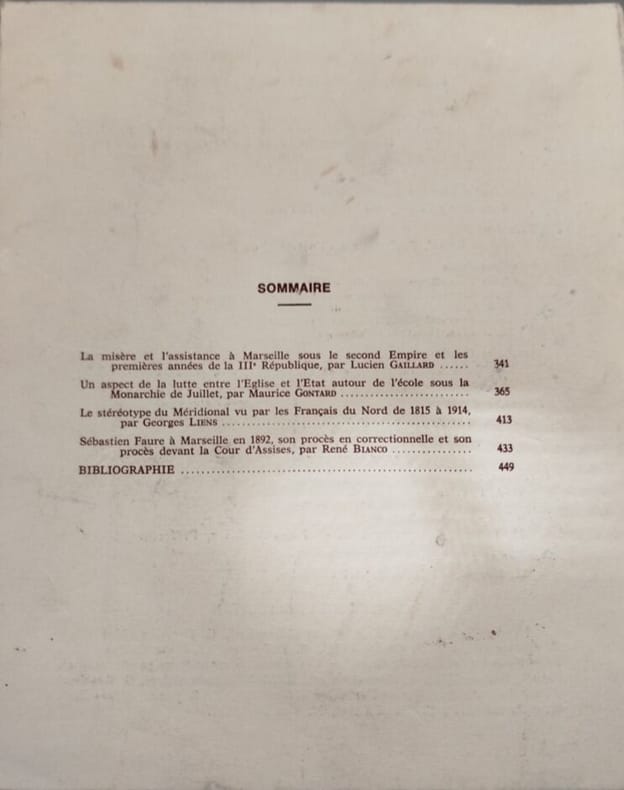 SOMMAIRE
La misère et l'assistance à Marseille sous le second Empire et les
premières années de la IIIe République, par Lucien GAILLARD ...... 341
Un aspect de la lutte entre l'Eglise et l'Etat autour de l'école sous la
Monarchie de Juillet, par Maurice GONTARD ......................... 365
Le stéréotype du Méridional vu par les Français du Nord de 1815 à 1914,
par Georges LIENS ................................................ 413
Sébastien Faure à Marseille en 1892, son procès en correctionnelle et son
procès devant la Cour d'Assises, par René BIANCO ................ 433
BIBLIOGRAPHIE ......................................................... 449